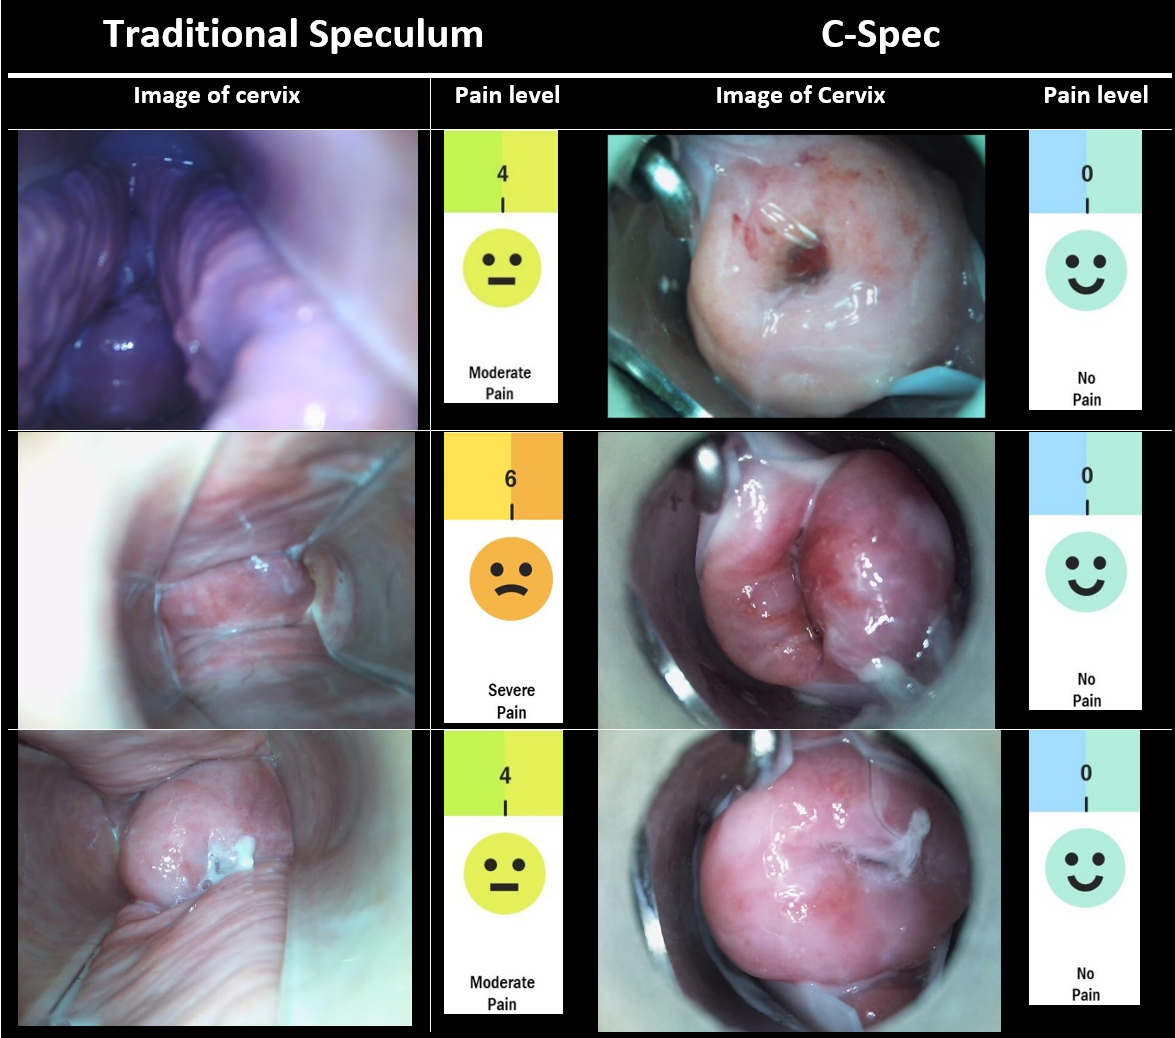 Traditional Speculum
C-Spec
Image of cervix
Pain level
Image of Cervix
Pain level
4
Moderate
Pain
0
No
Pain
6
Severe
Pain
0
No
Pain
4
Moderate
Pain
0
No
Pain